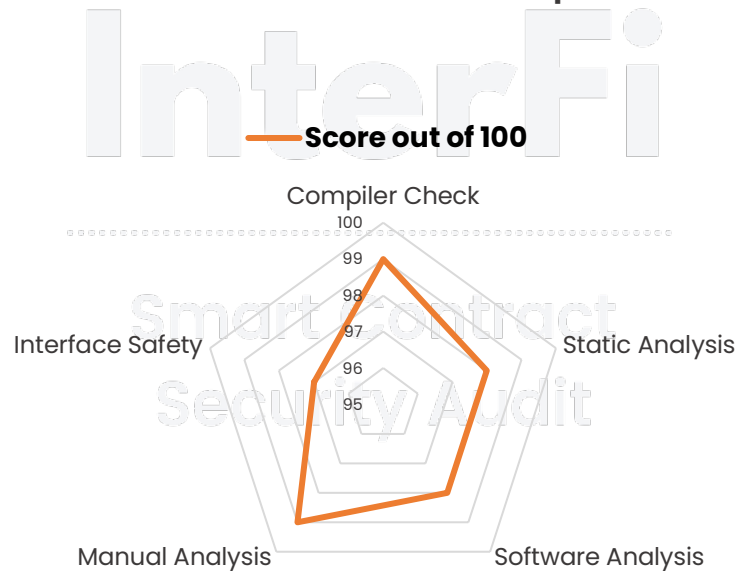 InterFi
Score out of 100
Compiler Check
100
99
98
Smart Contract
97
Interface Safety
Static Analysis
96
Security Audit
95
Manual Analysis
Software Analysis